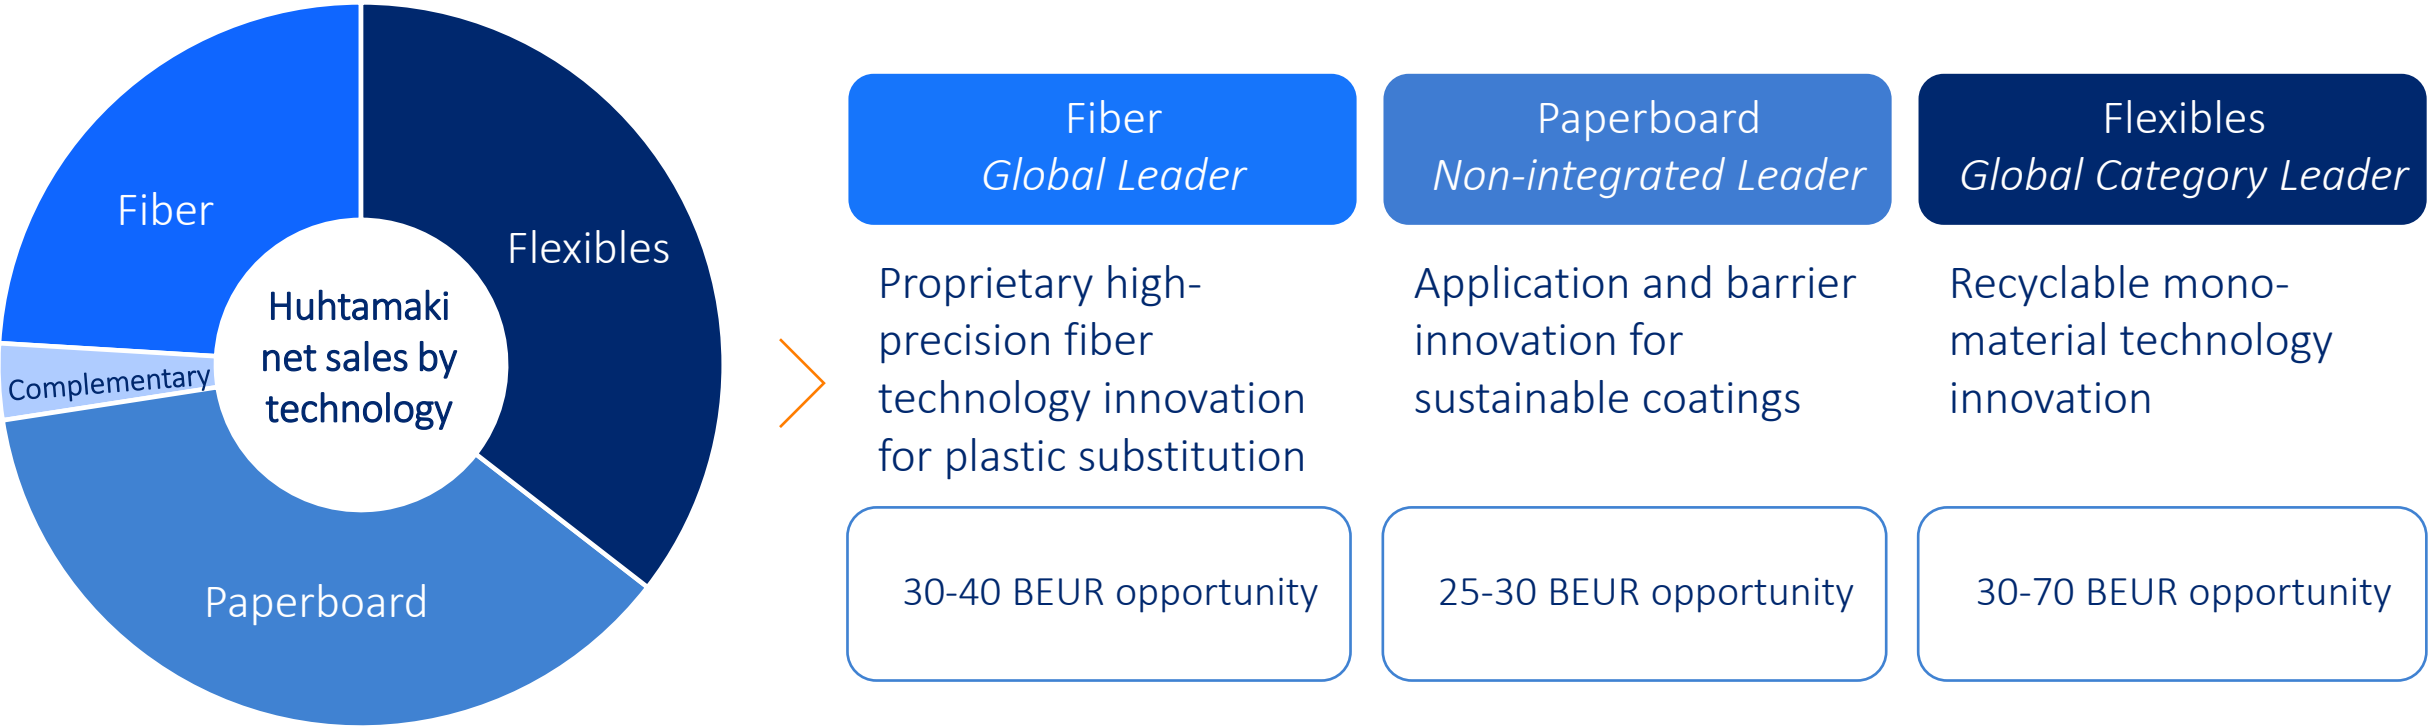 Fiber
Flexibles
Huhtamaki
net sales by
technology
Complementary
Paperboard
Fiber
Global Leader
Proprietary high-
precision fiber
technology innovation
for plastic substitution
30-40 BEUR opportunity
Paperboard
Non-integrated Leader
Application and barrier
innovation for
sustainable coatings
25-30 BEUR opportunity
Flexibles
Global Category Leader
Recyclable mono-
material technology
innovation
30-70 BEUR opportunity